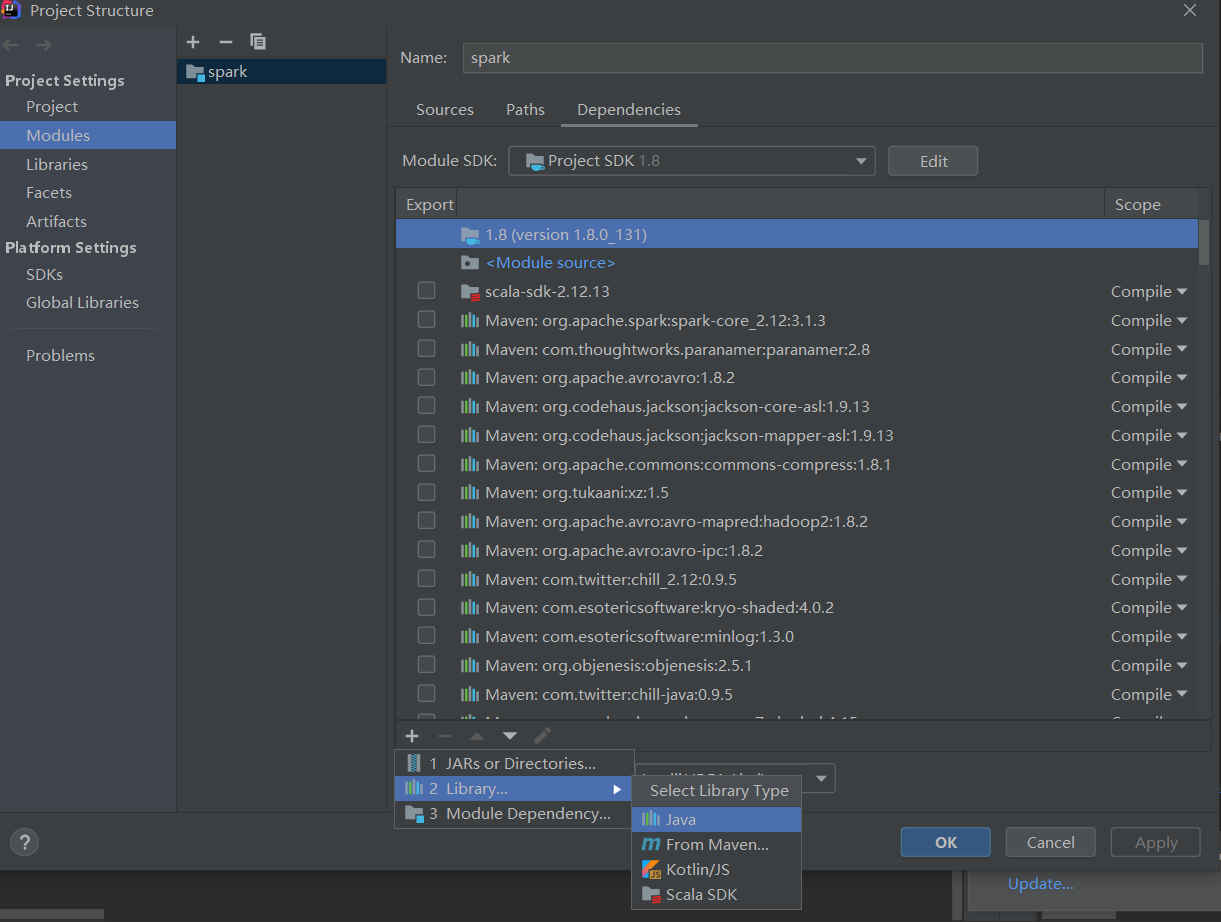 Project Structure
Project Settings
Project
Modules
Libraries
Facets
Artifacts
Platform Settings
SDKs
Global Libraries
Problems
spark
Name: spark
Sources Paths Dependencies
Module SDK: Project SDK 1.8 Edit
Export Scope
1.8 (version 1.8.0_131)
<Module source>
scala-sdk-2.12.13 Compile
Maven: org.apache.spark:spark-core_2.12:3.1.3 Compile
Maven: com.thoughtworks.paranamer:paranamer:2.8 Compile
Maven: org.apache.avro:avro:1.8.2 Compile
Maven: org.codehaus.jackson:jackson-core-asl:1.9.13 Compile
Maven: org.codehaus.jackson:jackson-mapper-asl:1.9.13 Compile
Maven: org.apache.commons:commons-compress:1.8.1 Compile
Maven: org.tukaani:xz:1.5 Compile
Maven: org.apache.avro:avro-mapred:hadoop2:1.8.2 Compile
Maven: org.apache.avro:avro-ipc:1.8.2 Compile
Maven: com.twitter:chill_2.12:0.9.5 Compile
Maven: com.esotericsoftware:kryo-shaded:4.0.2 Compile
Maven: com.esotericsoftware:minlog:1.3.0 Compile
Maven: org.objenesis:objenesis:2.5.1 Compile
Maven: com.twitter:chill-java:0.9.5 Compile
1 JARs or Directories...
2 Library...
3 Module Dependency...
Select Library Type
Java
From Maven...
Kotlin/JS
Scala SDK
? OK Cancel Apply
Update...